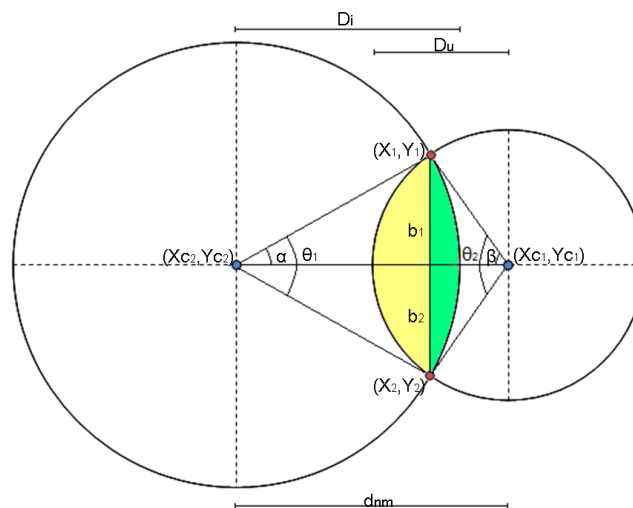 Di
Du
(X1,Y1)
b1
(Xc2,Yc2) α θ1 θ2 β (Xc1,Yc1)
b2
(X2,Y2)
dnm